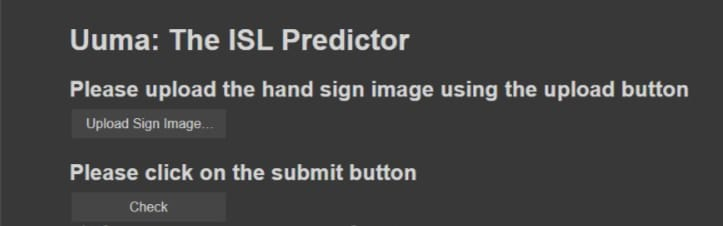 Uuma: The ISL Predictor
Please upload the hand sign image using the upload button
Upload Sign Image...
Please click on the submit button
Check